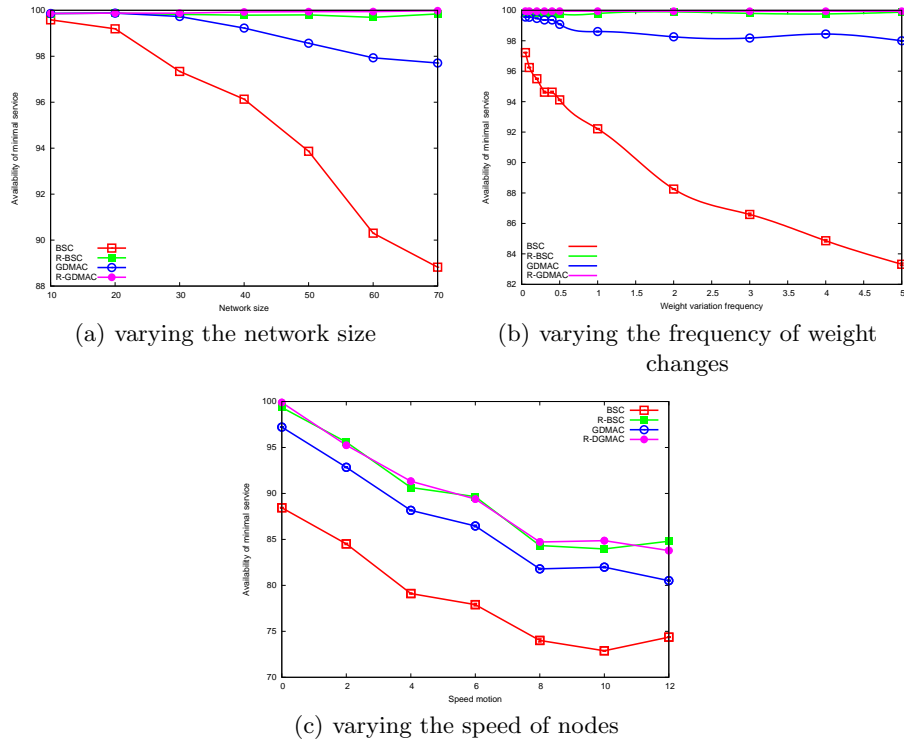 100
98
96
94
92
90
88
Availability of minimal service
BSC
R-BSC
GDMAC
R-GDMAC
10 20 30 40 50 60 70
Network size
(a) varying the network size
100
98
96
94
92
90
88
86
84
82
Availability of minimal service
BSC
R-BSC
GDMAC
R-GDMAC
0 0.5 1 1.5 2 2.5 3 3.5 4 4.5 5
Weight variation frequency
(b) varying the frequency of weight
changes
100
95
90
85
80
75
70
Availability of minimal service
BSC
R-BSC
GDMAC
R-DGMAC
0 2 4 6 8 10 12
Speed motion
(c) varying the speed of nodes